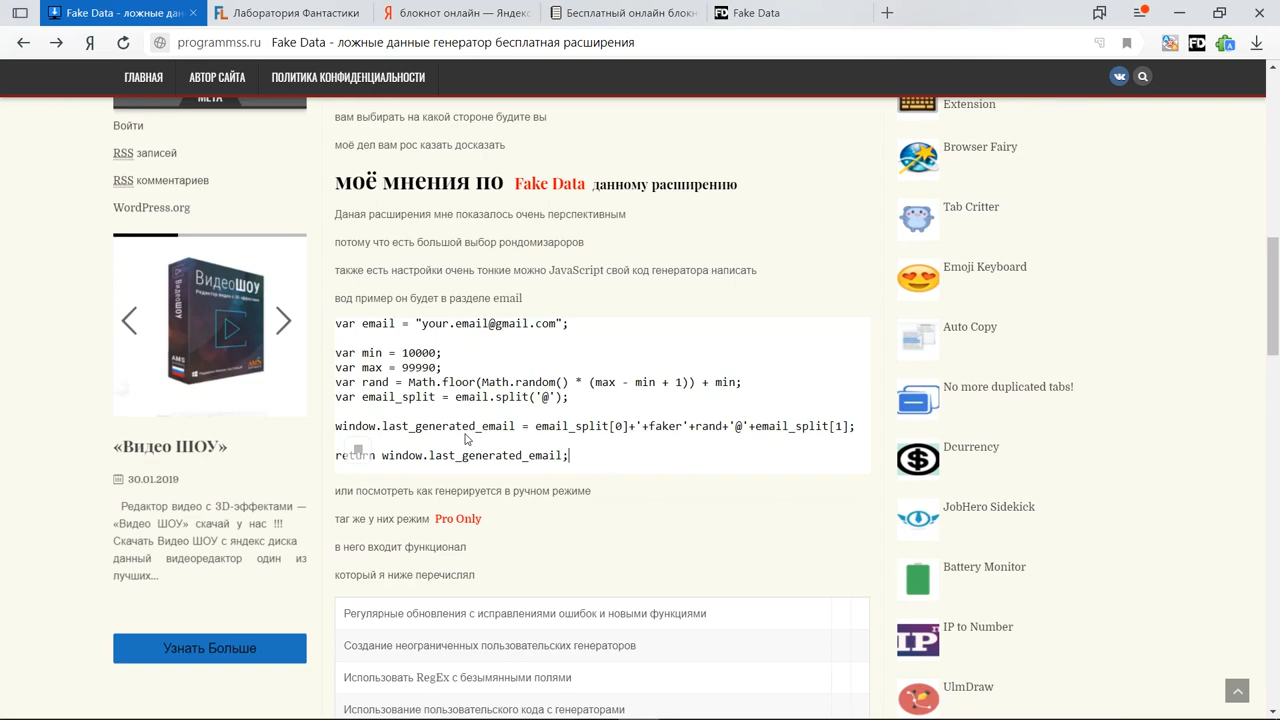 Fake Data - ложные дан
Лаборатория Фантастики
блокнот онлайн — Яндек
Бесплатный онлайн блокн
Fake Data
programmss.ru Fake Data - ложные данные генератор-бесплатная расширения
ГЛАВНАЯ
АВТОР САЙТА
ПОЛИТИКА КОНФИДЕНЦИАЛЬНОСТИ
МЕТА
Войти
RSS записей
RSS комментариев
WordPress.org
ВидеоШОУ
«Видео ШОУ»
30.01.2019
Редактор видео с 3D-эффектами —
«Видео ШОУ» скачай у нас !!!
Скачать Видео ШОУ с яндекс диска
данный видеоредактор один из
лучших...
Узнать Больше
вам выбирать на какой стороне будите вы
моё дел вам рос казать досказать
моё мнения по Fake Data данному расширению
Даная расширения мне показалось очень перспективным
потому что есть большой выбор рондомизароров
также есть настройки очень тонкие можно JavaScript свой код генератора написать
вод пример он будет в разделе email
var email = "your.email@gmail.com";
var min = 10000;
var max = 99990;
var rand = Math.floor(Math.random() * (max - min + 1)) + min;
var email_split = email.split('@');
window.last_generated_email = email_split[0]+'+faker'+rand+'@'+email_split[1];
return window.last_generated_email;
или посмотреть как генерируется в ручном режиме
таг же у них режим Pro Only
в него входит функционал
который я ниже перечислял
Регулярные обновления с исправлениями ошибок и новыми функциями
Создание неограниченных пользовательских генераторов
Использовать RegEx с безымянными полями
Использование пользовательского кода с генераторами
Extension
Browser Fairy
Tab Critter
Emoji Keyboard
Auto Copy
No more duplicated tabs!
Dcurrency
JobHero Sidekick
Battery Monitor
IP to Number
UlmDraw